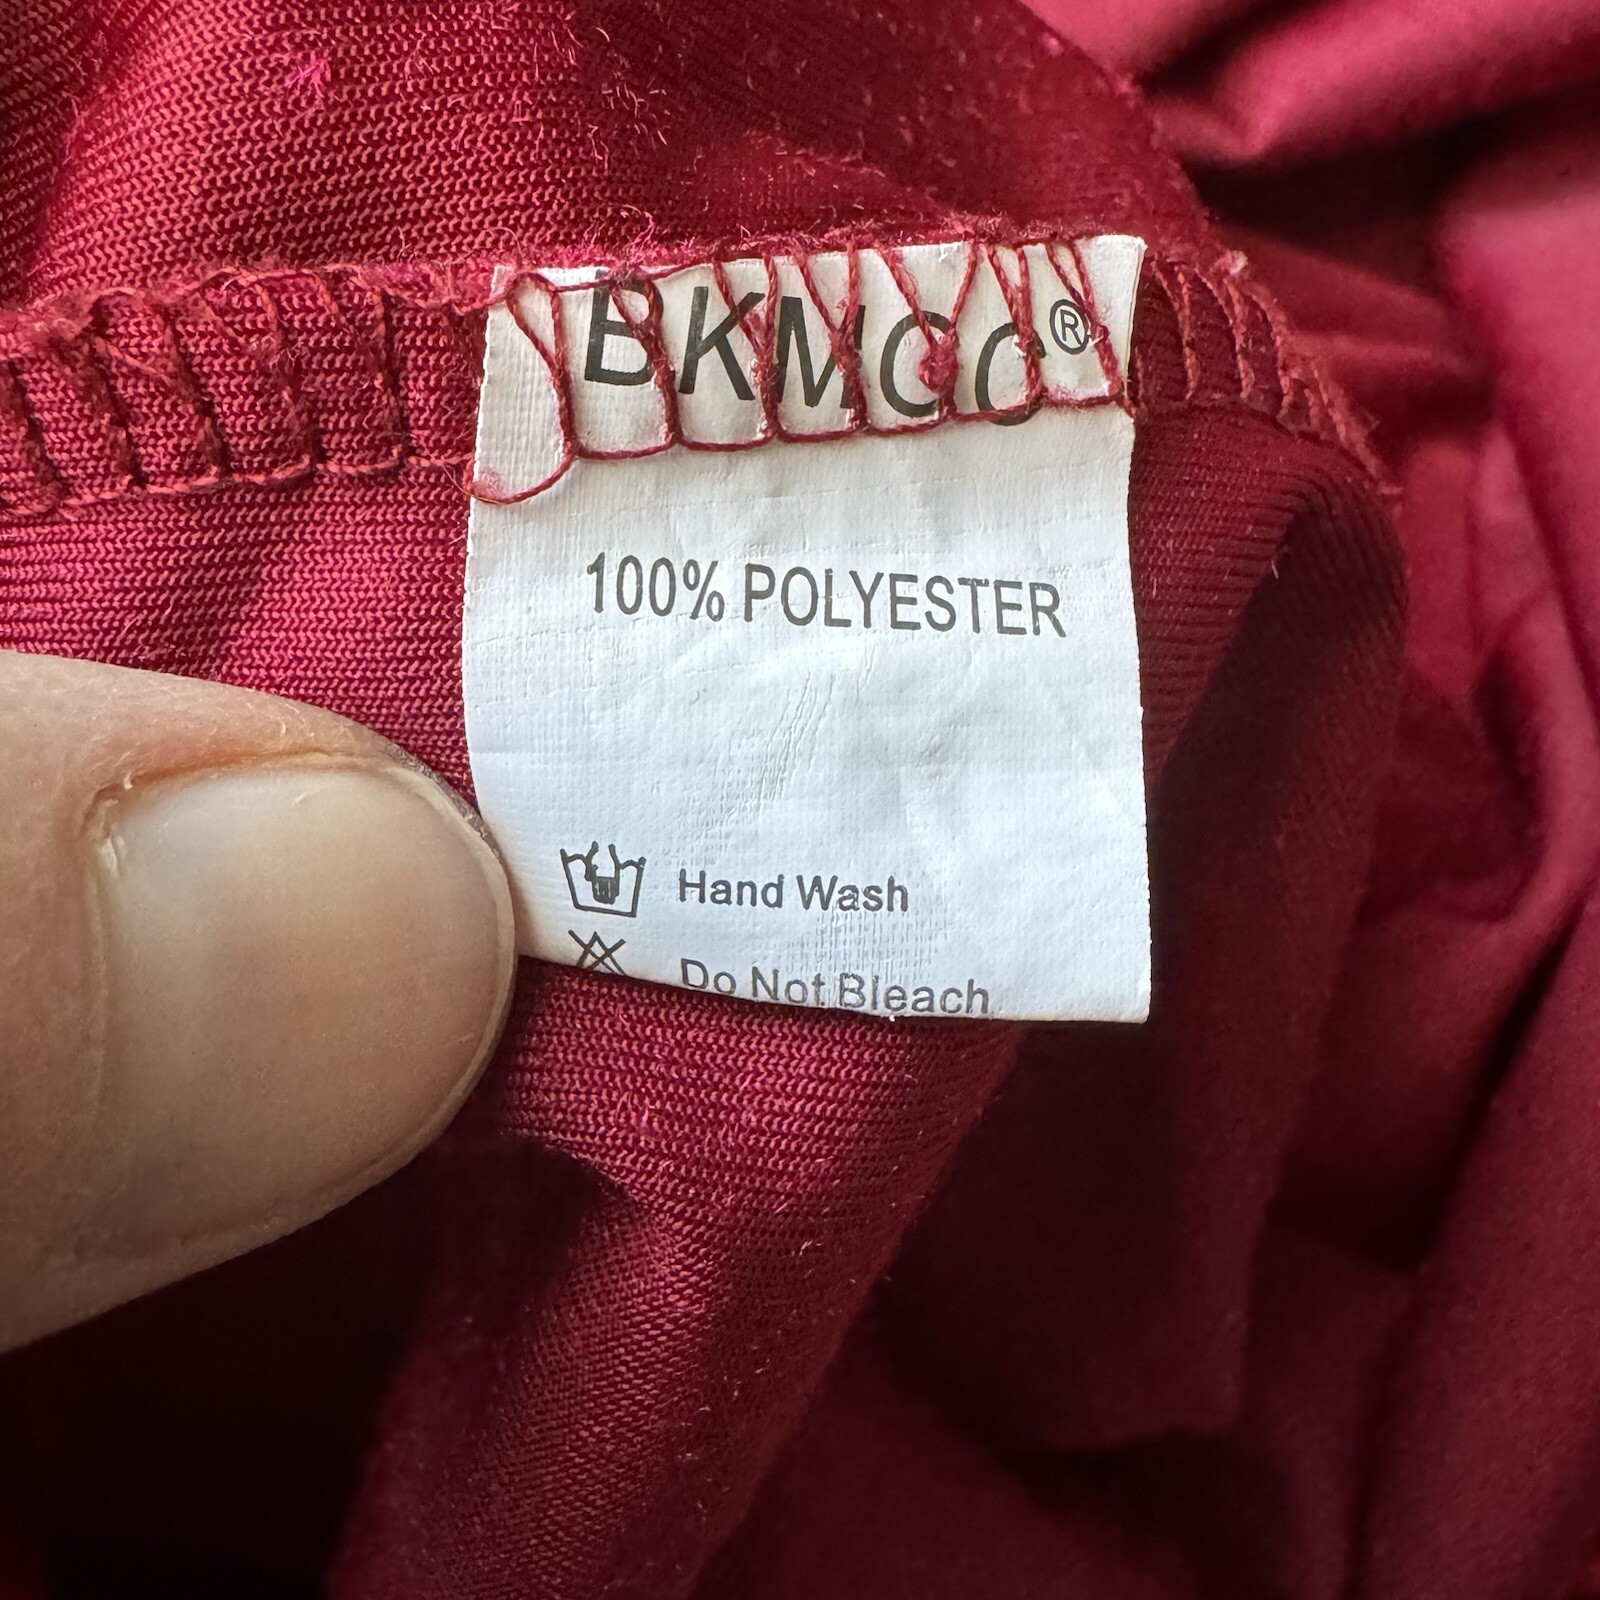 BKMGC®
100% POLYESTER
Hand Wash
Do Not Bleach